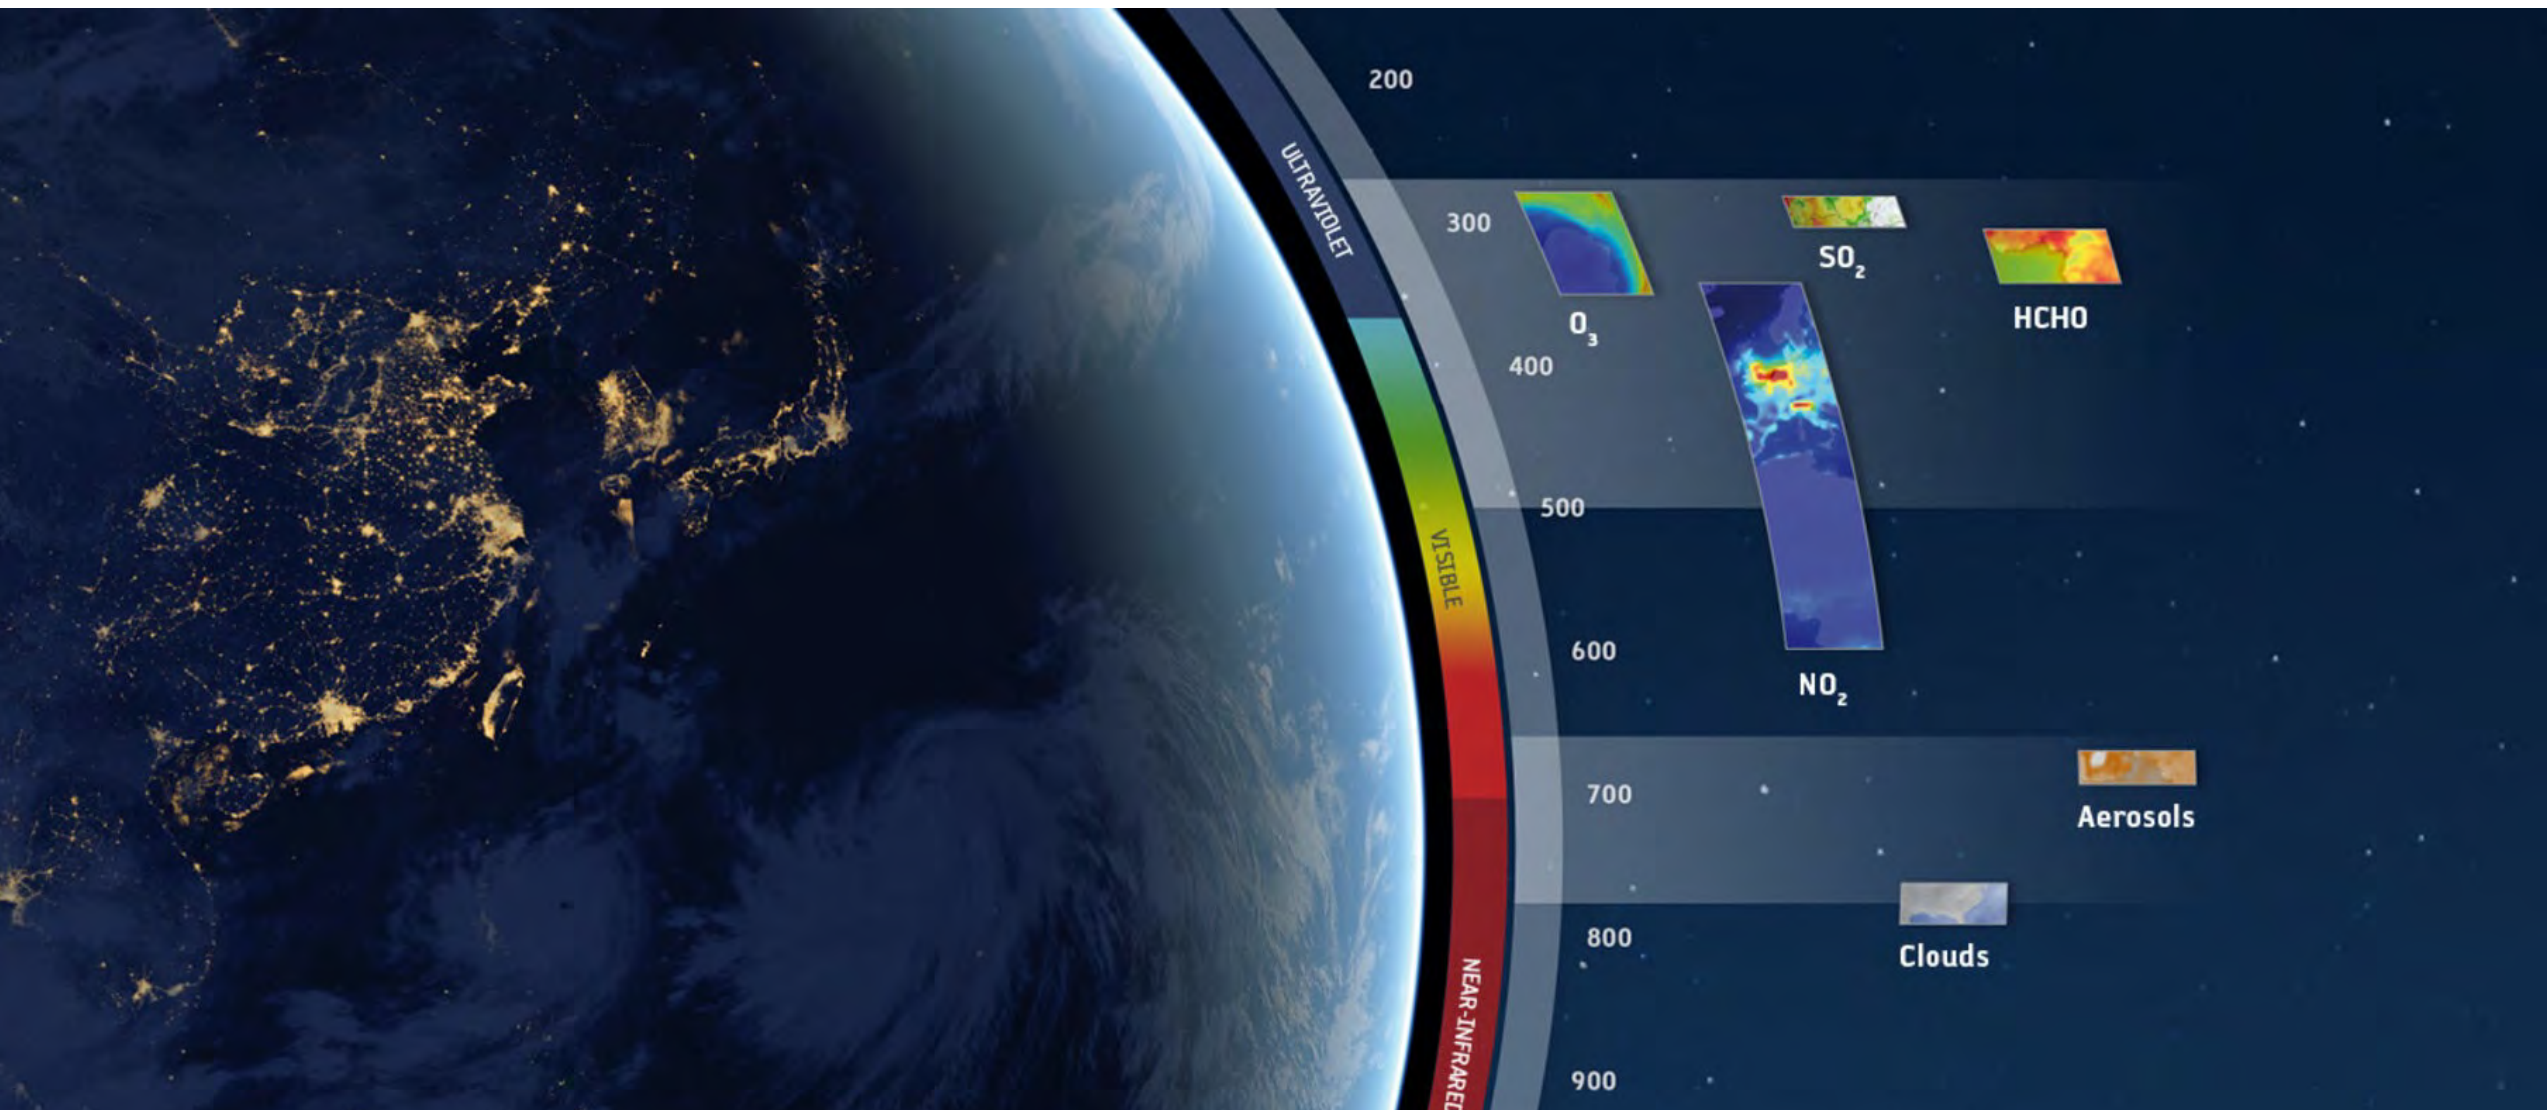 200
ULTRAVIOLET
300
SO₂
HCHO
O₃
400
500
VISIBLE
600
NO₂
700
Aerosols
800
Clouds
NEAR-INFRARED
900